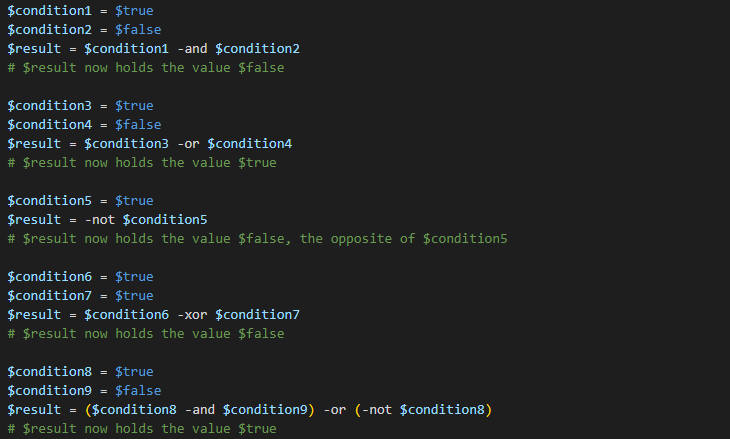 $condition1 = $true
$condition2 = $false
$result = $condition1 -and $condition2
# $result now holds the value $false

$condition3 = $true
$condition4 = $false
$result = $condition3 -or $condition4
# $result now holds the value $true

$condition5 = $true
$result = -not $condition5
# $result now holds the value $false, the opposite of $condition5

$condition6 = $true
$condition7 = $true
$result = $condition6 -xor $condition7
# $result now holds the value $false

$condition8 = $true
$condition9 = $false
$result = ($condition8 -and $condition9) -or (-not $condition8)
# $result now holds the value $true